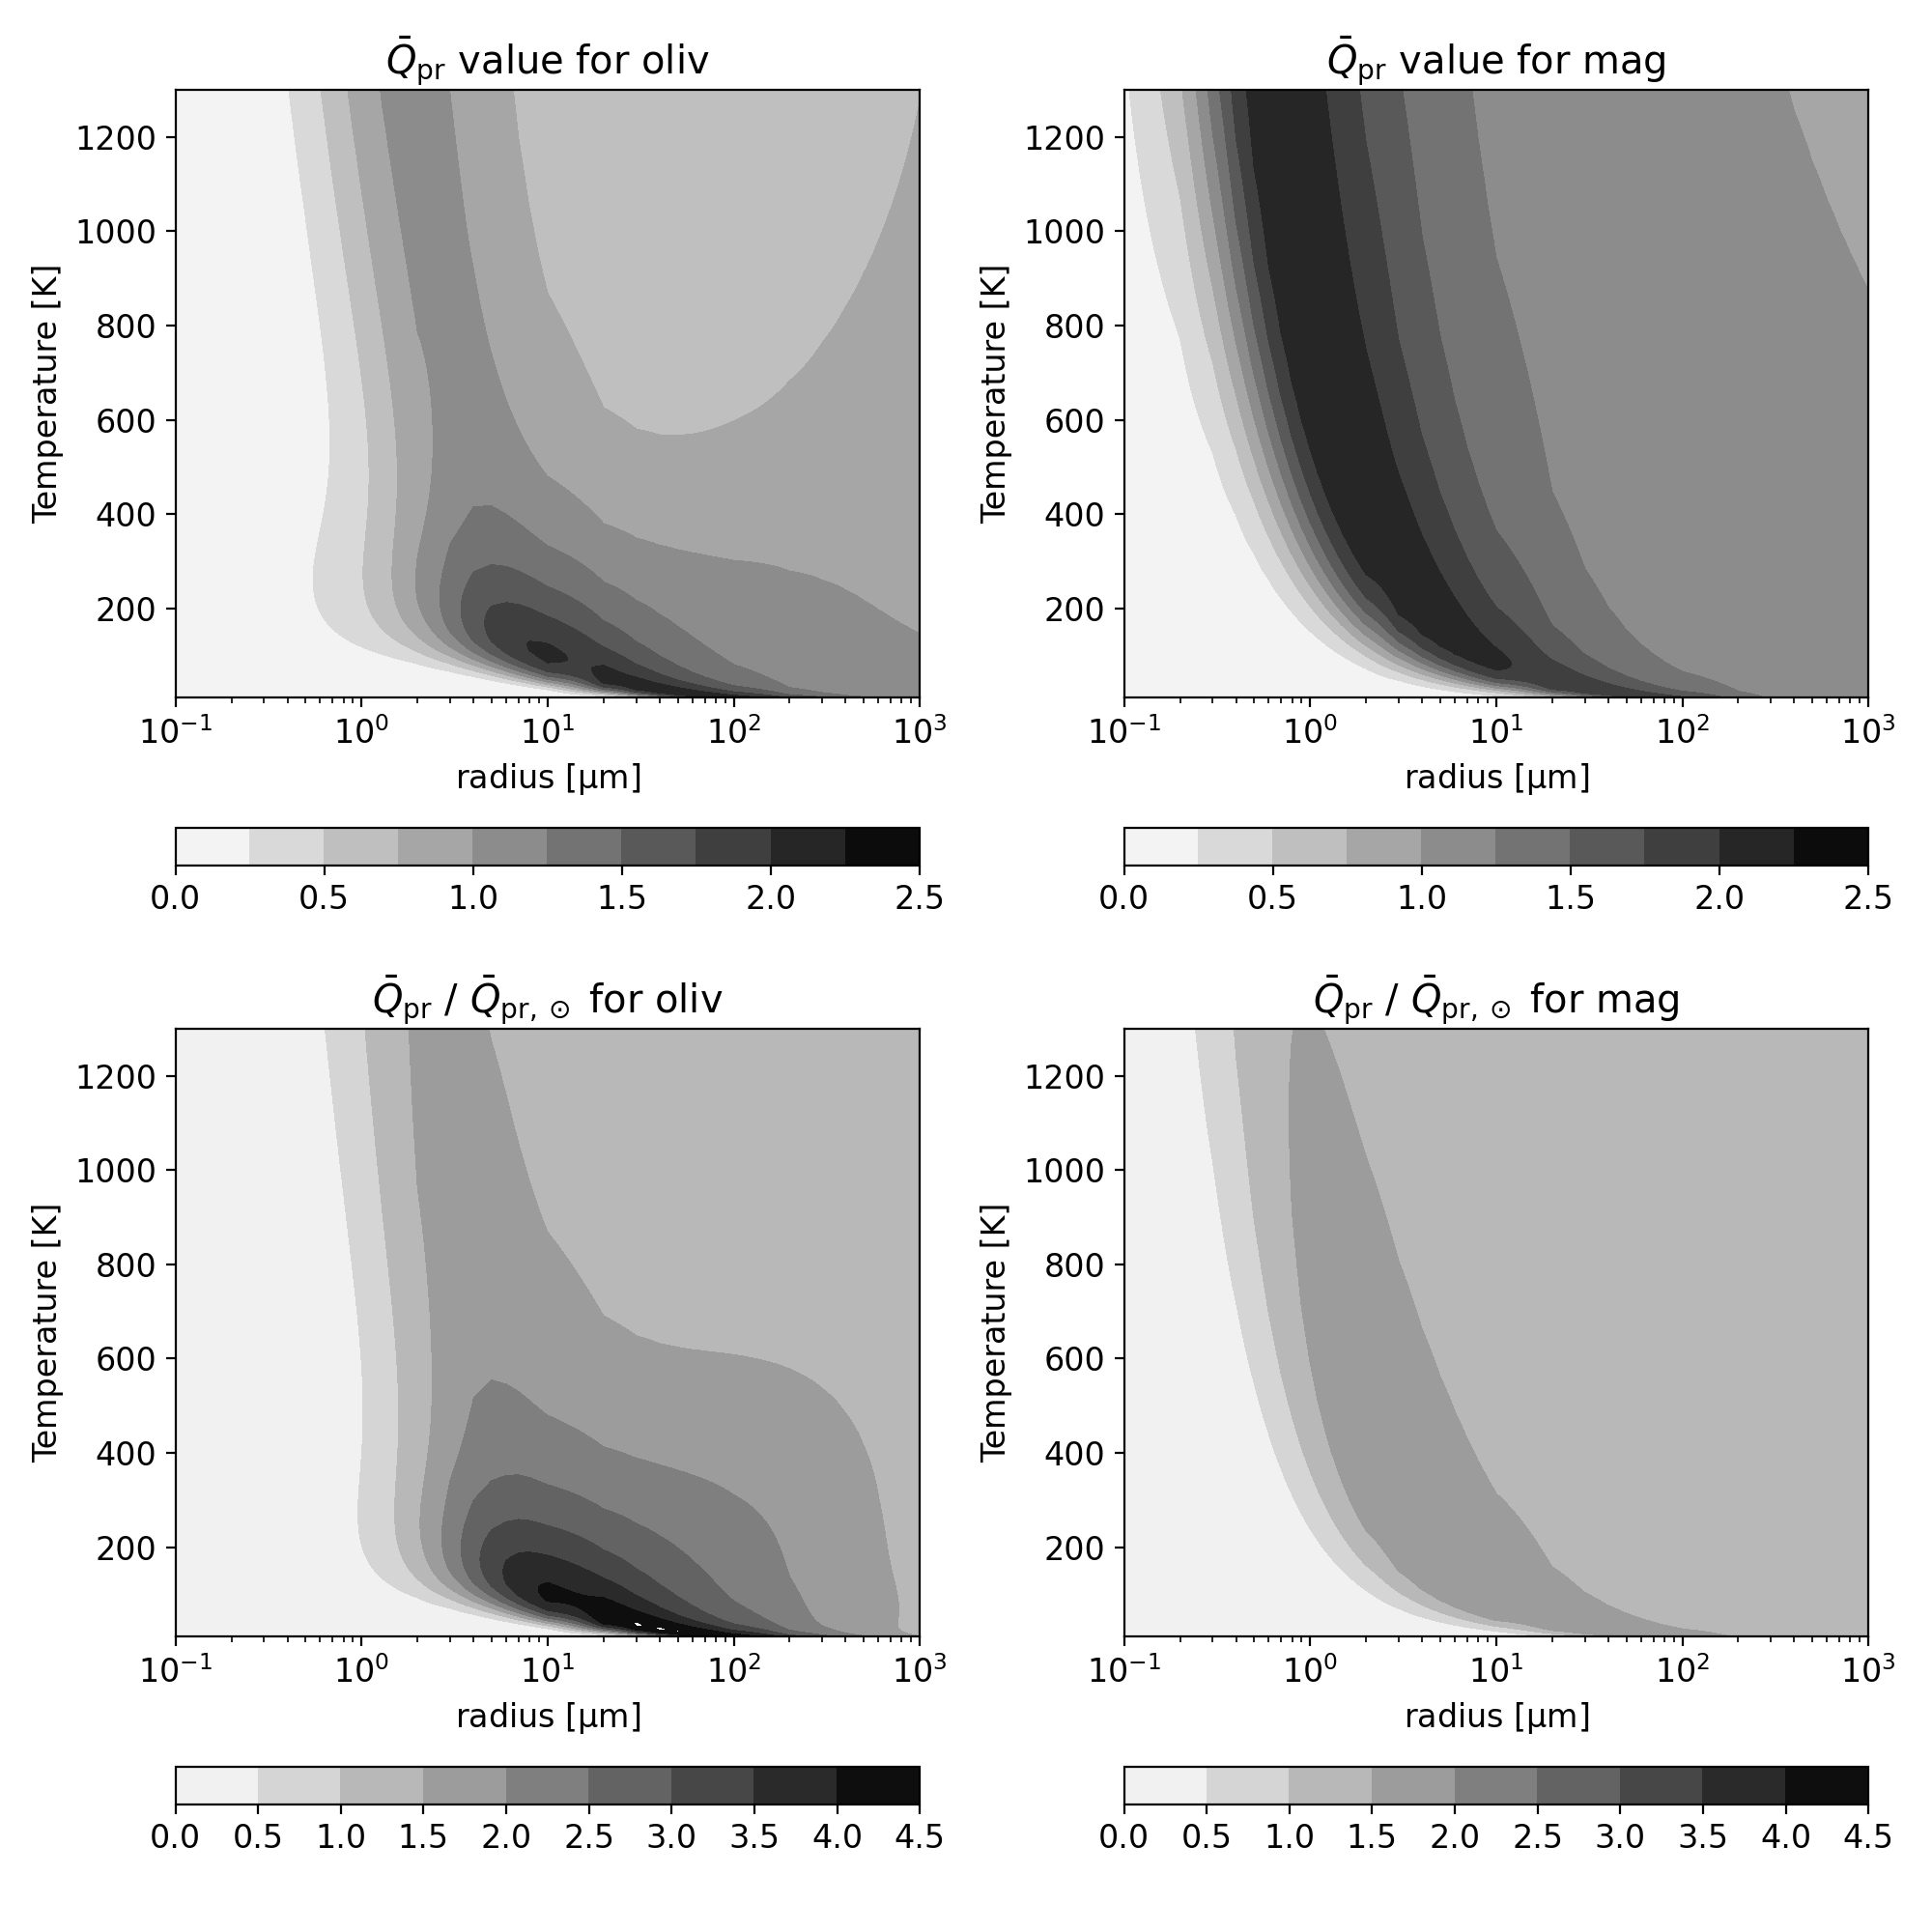 Q̄pr value for oliv
Q̄pr value for mag
Temperature [K]
1200
1000
800
600
400
200
10⁻¹ 10⁰ 10¹ 10² 10³
radius [µm]
0.0 0.5 1.0 1.5 2.0 2.5
Temperature [K]
1200
1000
800
600
400
200
10⁻¹ 10⁰ 10¹ 10² 10³
radius [µm]
0.0 0.5 1.0 1.5 2.0 2.5
Q̄pr / Q̄pr, ⊙ for oliv
Q̄pr / Q̄pr, ⊙ for mag
Temperature [K]
1200
1000
800
600
400
200
10⁻¹ 10⁰ 10¹ 10² 10³
radius [µm]
0.0 0.5 1.0 1.5 2.0 2.5 3.0 3.5 4.0 4.5
Temperature [K]
1200
1000
800
600
400
200
10⁻¹ 10⁰ 10¹ 10² 10³
radius [µm]
0.0 0.5 1.0 1.5 2.0 2.5 3.0 3.5 4.0 4.5